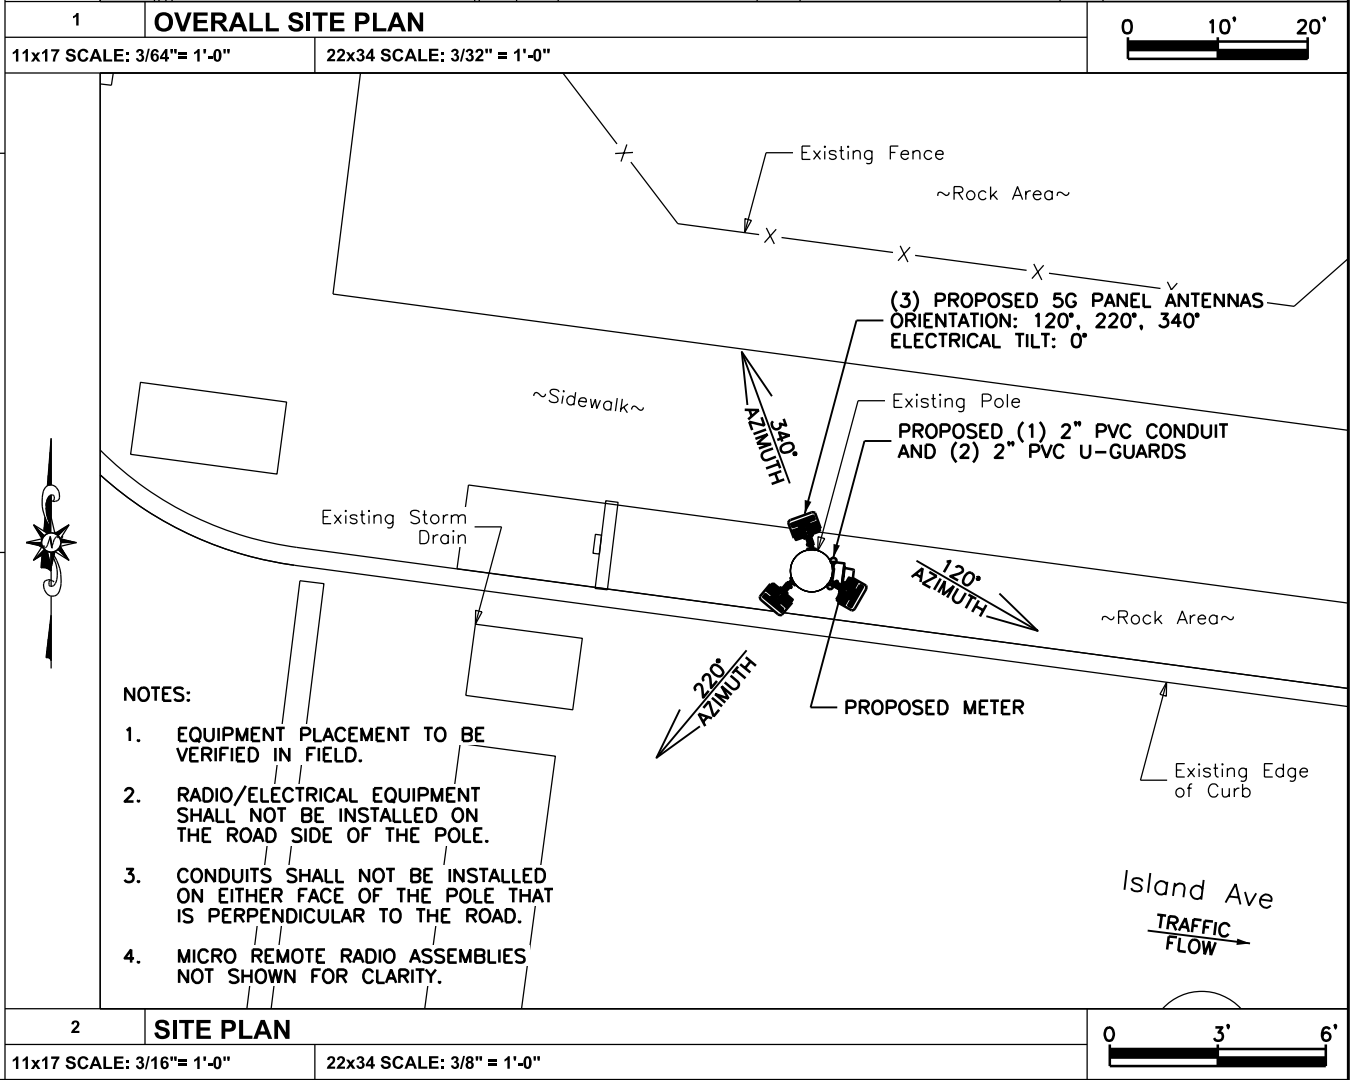 1 OVERALL SITE PLAN
11x17 SCALE: 3/64"= 1'-0" 22x34 SCALE: 3/32" = 1'-0"
0 10' 20'
Existing Fence
~Rock Area~
X
X X X X
(3) PROPOSED 5G PANEL ANTENNAS
ORIENTATION: 120°, 220°, 340°
ELECTRICAL TILT: 0°
~Sidewalk~
Existing Pole
PROPOSED (1) 2" PVC CONDUIT
AND (2) 2" PVC U-GUARDS
340°
AZIMUTH
Existing Storm
Drain
N
120°
AZIMUTH
~Rock Area~
220°
AZIMUTH
PROPOSED METER
Existing Edge
of Curb
NOTES:
1. EQUIPMENT PLACEMENT TO BE
VERIFIED IN FIELD.
2. RADIO/ELECTRICAL EQUIPMENT
SHALL NOT BE INSTALLED ON
THE ROAD SIDE OF THE POLE.
3. CONDUITS SHALL NOT BE INSTALLED
ON EITHER FACE OF THE POLE THAT
IS PERPENDICULAR TO THE ROAD.
4. MICRO REMOTE RADIO ASSEMBLIES
NOT SHOWN FOR CLARITY.
Island Ave
TRAFFIC
FLOW
2 SITE PLAN
11x17 SCALE: 3/16"= 1'-0" 22x34 SCALE: 3/8" = 1'-0"
0 3' 6'